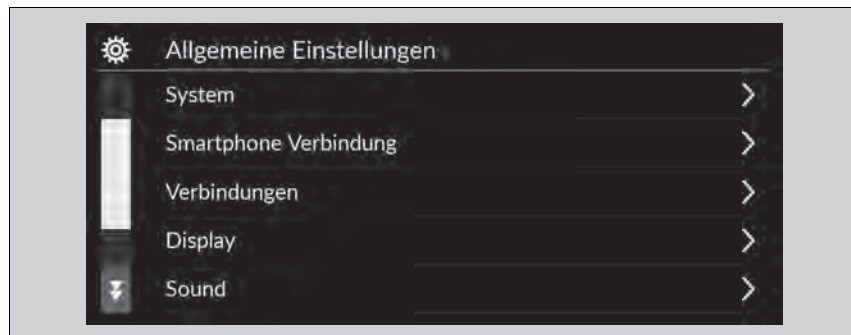 Allgemeine Einstellungen
System
Smartphone Verbindung
Verbindungen
Display
Sound